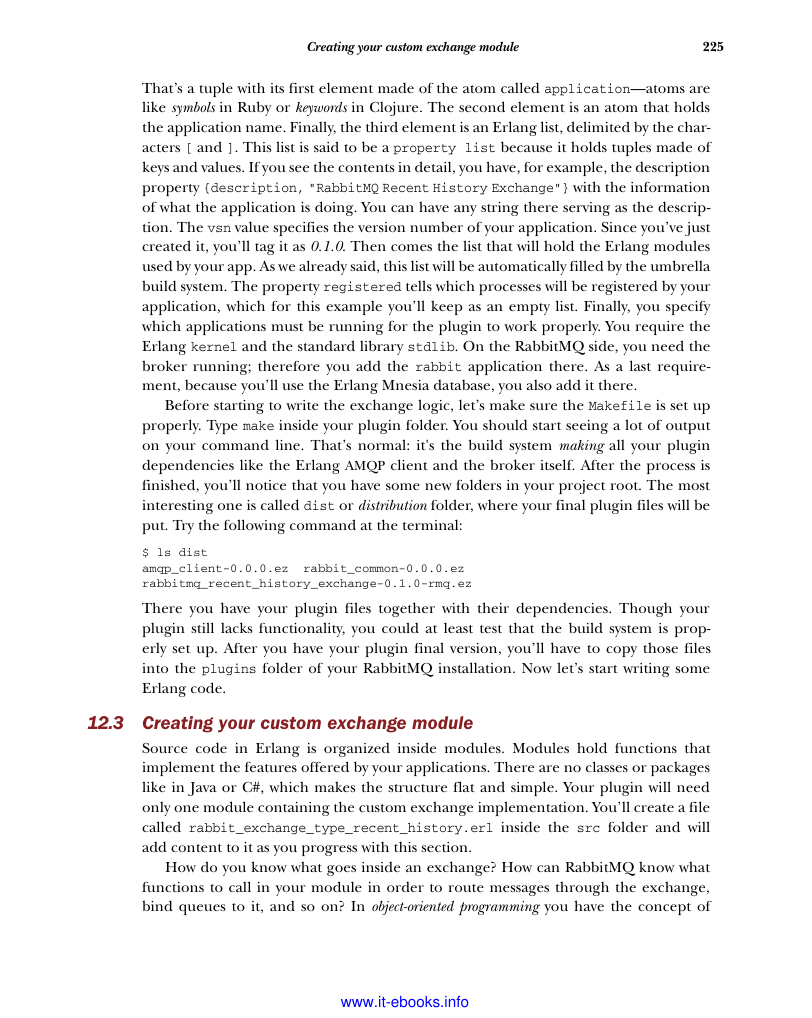 Creating your custom exchange module 225
That's a tuple with its first element made of the atom called application—atoms are
like symbols in Ruby or keywords in Clojure. The second element is an atom that holds
the application name. Finally, the third element is an Erlang list, delimited by the char-
acters [ and ]. This list is said to be a property list because it holds tuples made of
keys and values. If you see the contents in detail, you have, for example, the description
property {description, "RabbitMQ Recent History Exchange"} with the information
of what the application is doing. You can have any string there serving as the descrip-
tion. The vsn value specifies the version number of your application. Since you've just
created it, you'll tag it as 0.1.0. Then comes the list that will hold the Erlang modules
used by your app. As we already said, this list will be automatically filled by the umbrella
build system. The property registered tells which processes will be registered by your
application, which for this example you'll keep as an empty list. Finally, you specify
which applications must be running for the plugin to work properly. You require the
Erlang kernel and the standard library stdlib. On the RabbitMQ side, you need the
broker running; therefore you add the rabbit application there. As a last require-
ment, because you'll use the Erlang Mnesia database, you also add it there.
Before starting to write the exchange logic, let's make sure the Makefile is set up
properly. Type make inside your plugin folder. You should start seeing a lot of output
on your command line. That's normal: it's the build system making all your plugin
dependencies like the Erlang AMQP client and the broker itself. After the process is
finished, you'll notice that you have some new folders in your project root. The most
interesting one is called dist or distribution folder, where your final plugin files will be
put. Try the following command at the terminal:
$ ls dist
amqp_client-0.0.0.ez  rabbit_common-0.0.0.ez
rabbitmq_recent_history_exchange-0.1.0-rmq.ez
There you have your plugin files together with their dependencies. Though your
plugin still lacks functionality, you could at least test that the build system is prop-
erly set up. After you have your plugin final version, you'll have to copy those files
into the plugins folder of your RabbitMQ installation. Now let's start writing some
Erlang code.
12.3 Creating your custom exchange module
Source code in Erlang is organized inside modules. Modules hold functions that
implement the features offered by your applications. There are no classes or packages
like in Java or C#, which makes the structure flat and simple. Your plugin will need
only one module containing the custom exchange implementation. You'll create a file
called rabbit_exchange_type_recent_history.erl inside the src folder and will
add content to it as you progress with this section.
How do you know what goes inside an exchange? How can RabbitMQ know what
functions to call in your module in order to route messages through the exchange,
bind queues to it, and so on? In object-oriented programming you have the concept of
www.it-ebooks.info